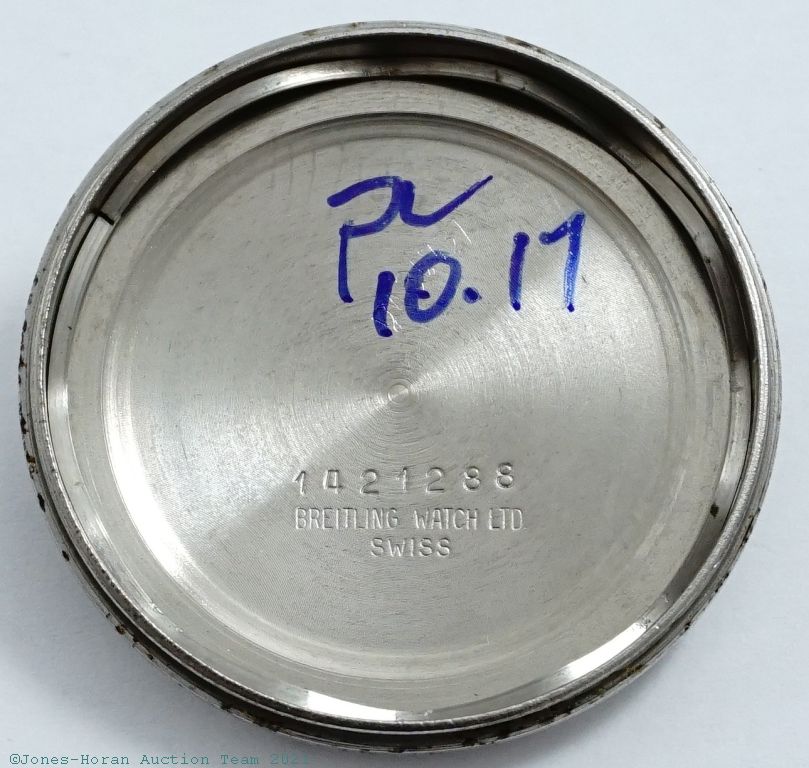 10.17
1421288
BREITLING WATCH LTD
SWISS
©Jones-Horan Auction Team 2021